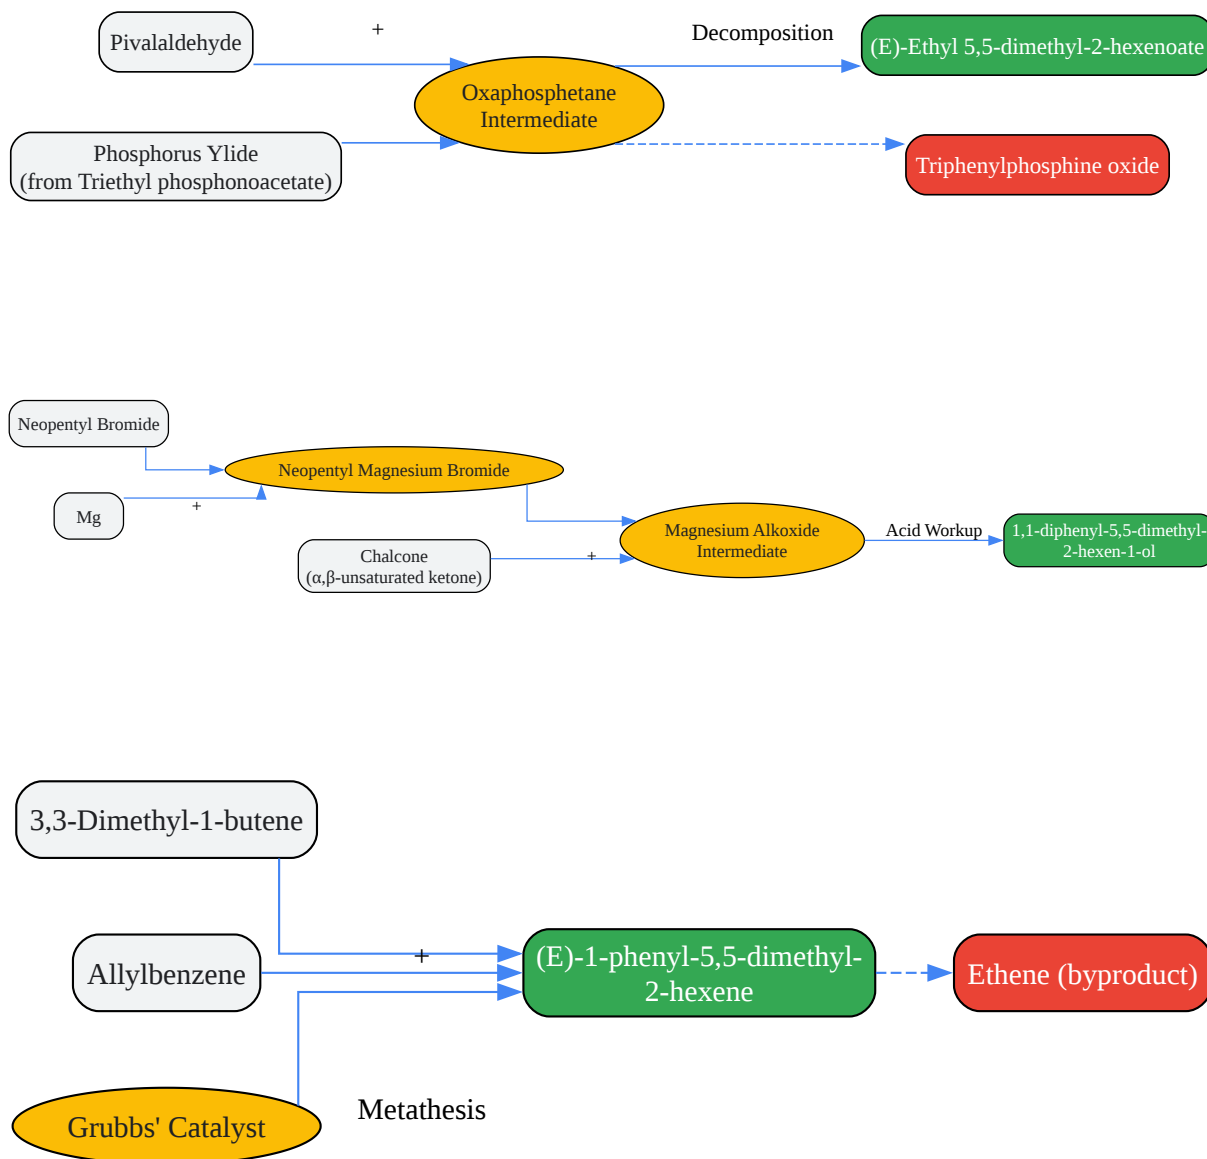 Pivalaldehyde
+
Decomposition
(E)-Ethyl 5,5-dimethyl-2-hexenoate
Oxaphosphetane
Intermediate
Phosphorus Ylide
(from Triethyl phosphonoacetate)
Triphenylphosphine oxide
Neopentyl Bromide
Neopentyl Magnesium Bromide
Mg
+
Magnesium Alkoxide
Intermediate
Acid Workup
1,1-diphenyl-5,5-dimethyl-
2-hexen-1-ol
Chalcone
(α,β-unsaturated ketone)
+
3,3-Dimethyl-1-butene
Allylbenzene
+
(E)-1-phenyl-5,5-dimethyl-
2-hexene
Ethene (byproduct)
Grubbs' Catalyst
Metathesis